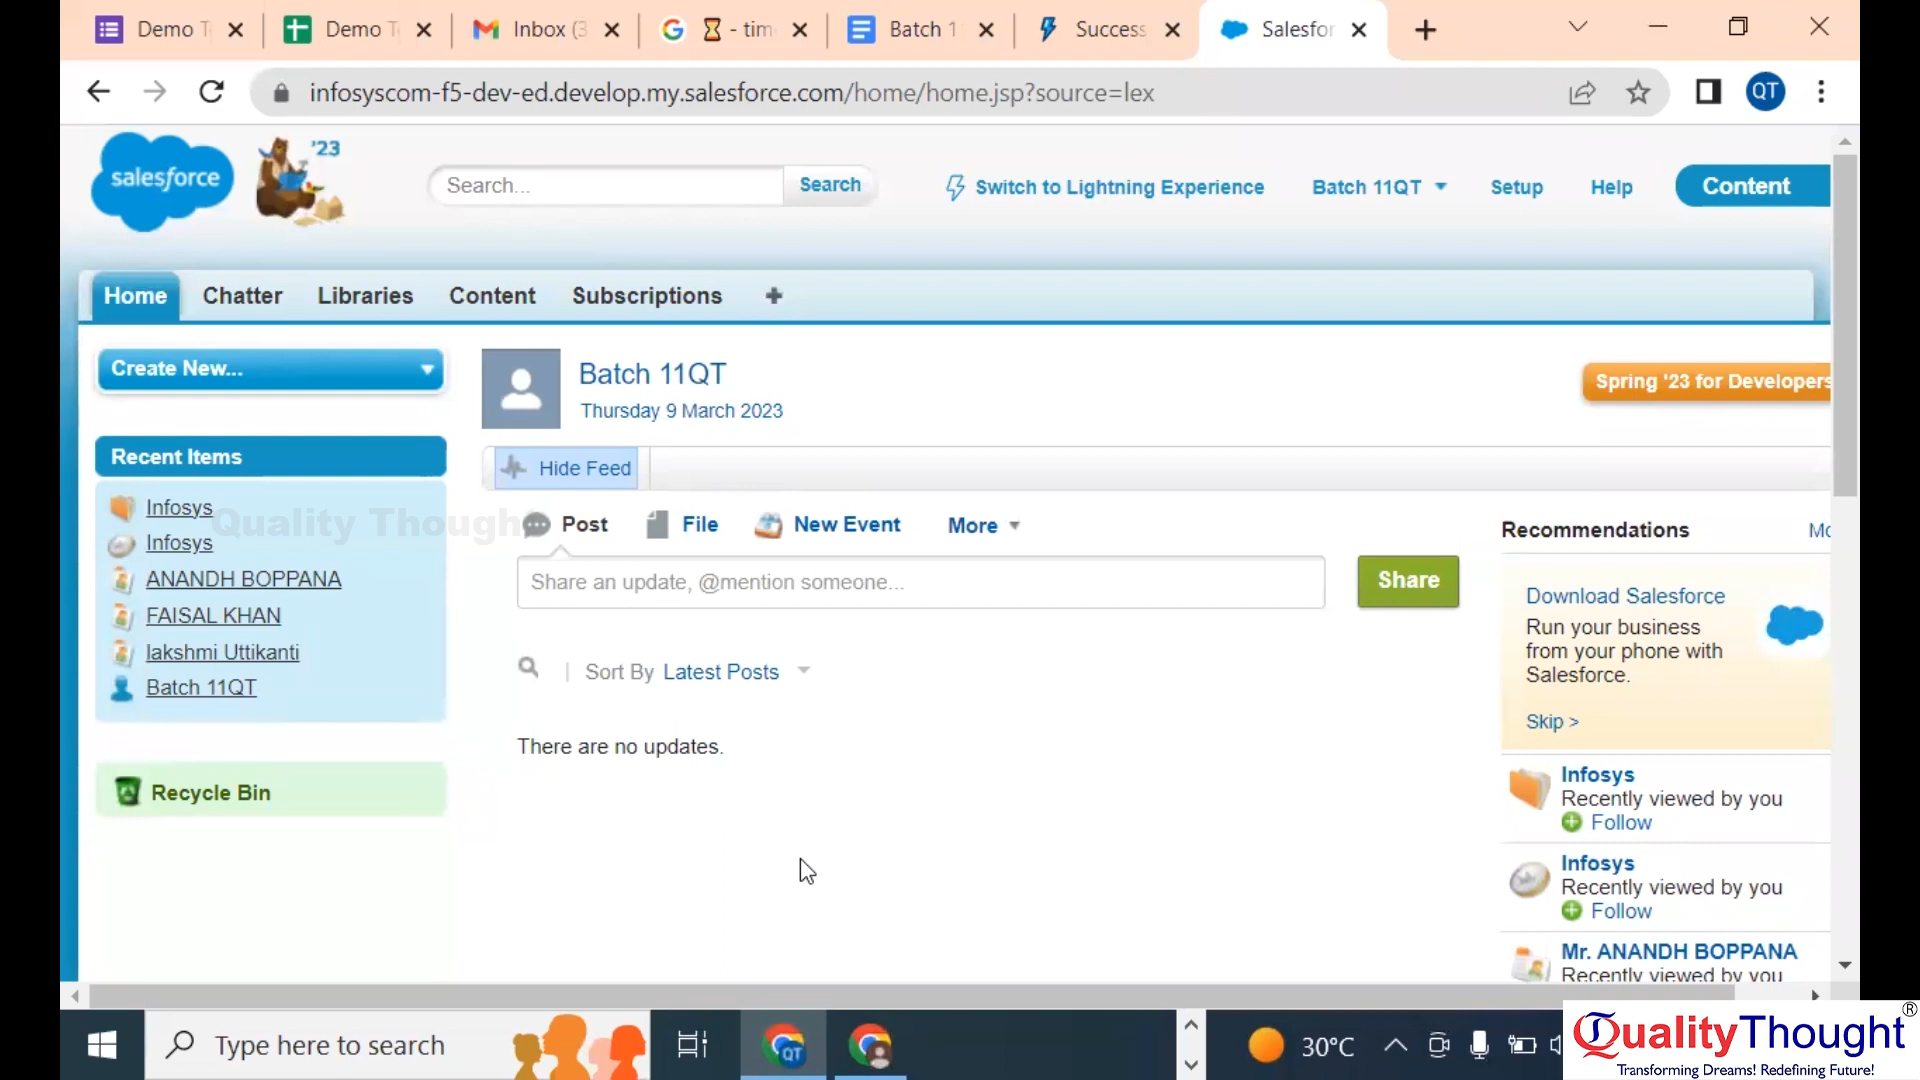 Demo T
Demo T
Inbox (3
- tim
Batch 1
Success
Salesfor
infosyscom-f5-dev-ed.develop.my.salesforce.com/home/home.jsp?source=lex
QT
salesforce
'23
Search...
Search
Switch to Lightning Experience
Batch 11QT
Setup
Help
Content
Home
Chatter
Libraries
Content
Subscriptions
Create New...
Batch 11QT
Thursday 9 March 2023
Spring '23 for Developers
Recent Items
Hide Feed
Infosys
Infosys
ANANDH BOPPANA
FAISAL KHAN
lakshmi Uttikanti
Batch 11QT
Quality Thought
Post
File
New Event
More
Share an update, @mention someone...
Share
Sort By Latest Posts
There are no updates.
Recycle Bin
Recommendations
Mo
Download Salesforce
Run your business
from your phone with
Salesforce.
Skip >
Infosys
Recently viewed by you
Follow
Infosys
Recently viewed by you
Follow
Mr. ANANDH BOPPANA
Recently viewed by you
Type here to search
QT
30°C
QualityThought®
Transforming Dreams! Redefining Future!